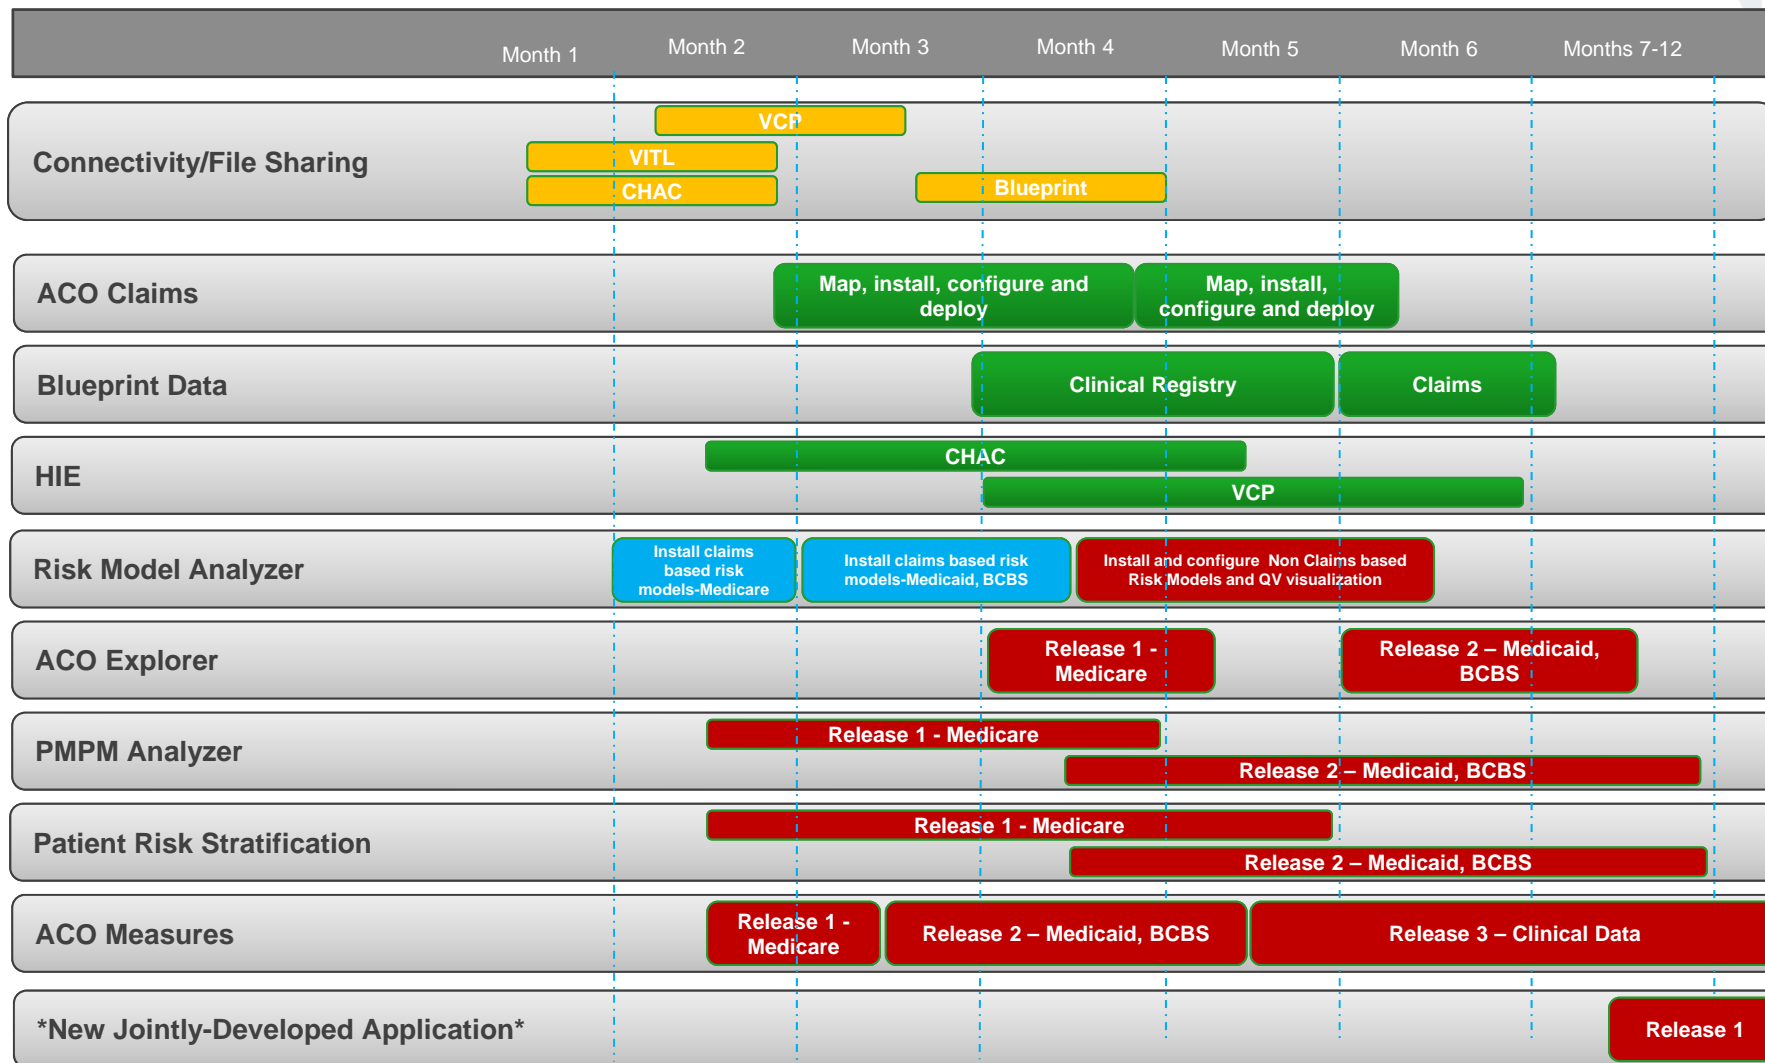 Month 1
Month 2
Month 3
Month 4
Month 5
Month 6
Months 7-12
Connectivity/File Sharing
VCP
VITL
CHAC
Blueprint
ACO Claims
Map, install, configure and
deploy
Map, install,
configure and deploy
Blueprint Data
Clinical Registry
Claims
HIE
CHAC
VCP
Risk Model Analyzer
Install claims
based risk
models-Medicare
Install claims based risk
models-Medicaid, BCBS
Install and configure Non Claims based
Risk Models and QV visualization
ACO Explorer
Release 1 -
Medicare
Release 2 – Medicaid,
BCBS
PMPM Analyzer
Release 1 - Medicare
Release 2 – Medicaid, BCBS
Patient Risk Stratification
Release 1 - Medicare
Release 2 – Medicaid, BCBS
ACO Measures
Release 1 -
Medicare
Release 2 – Medicaid, BCBS
Release 3 – Clinical Data
*New Jointly-Developed Application*
Release 1